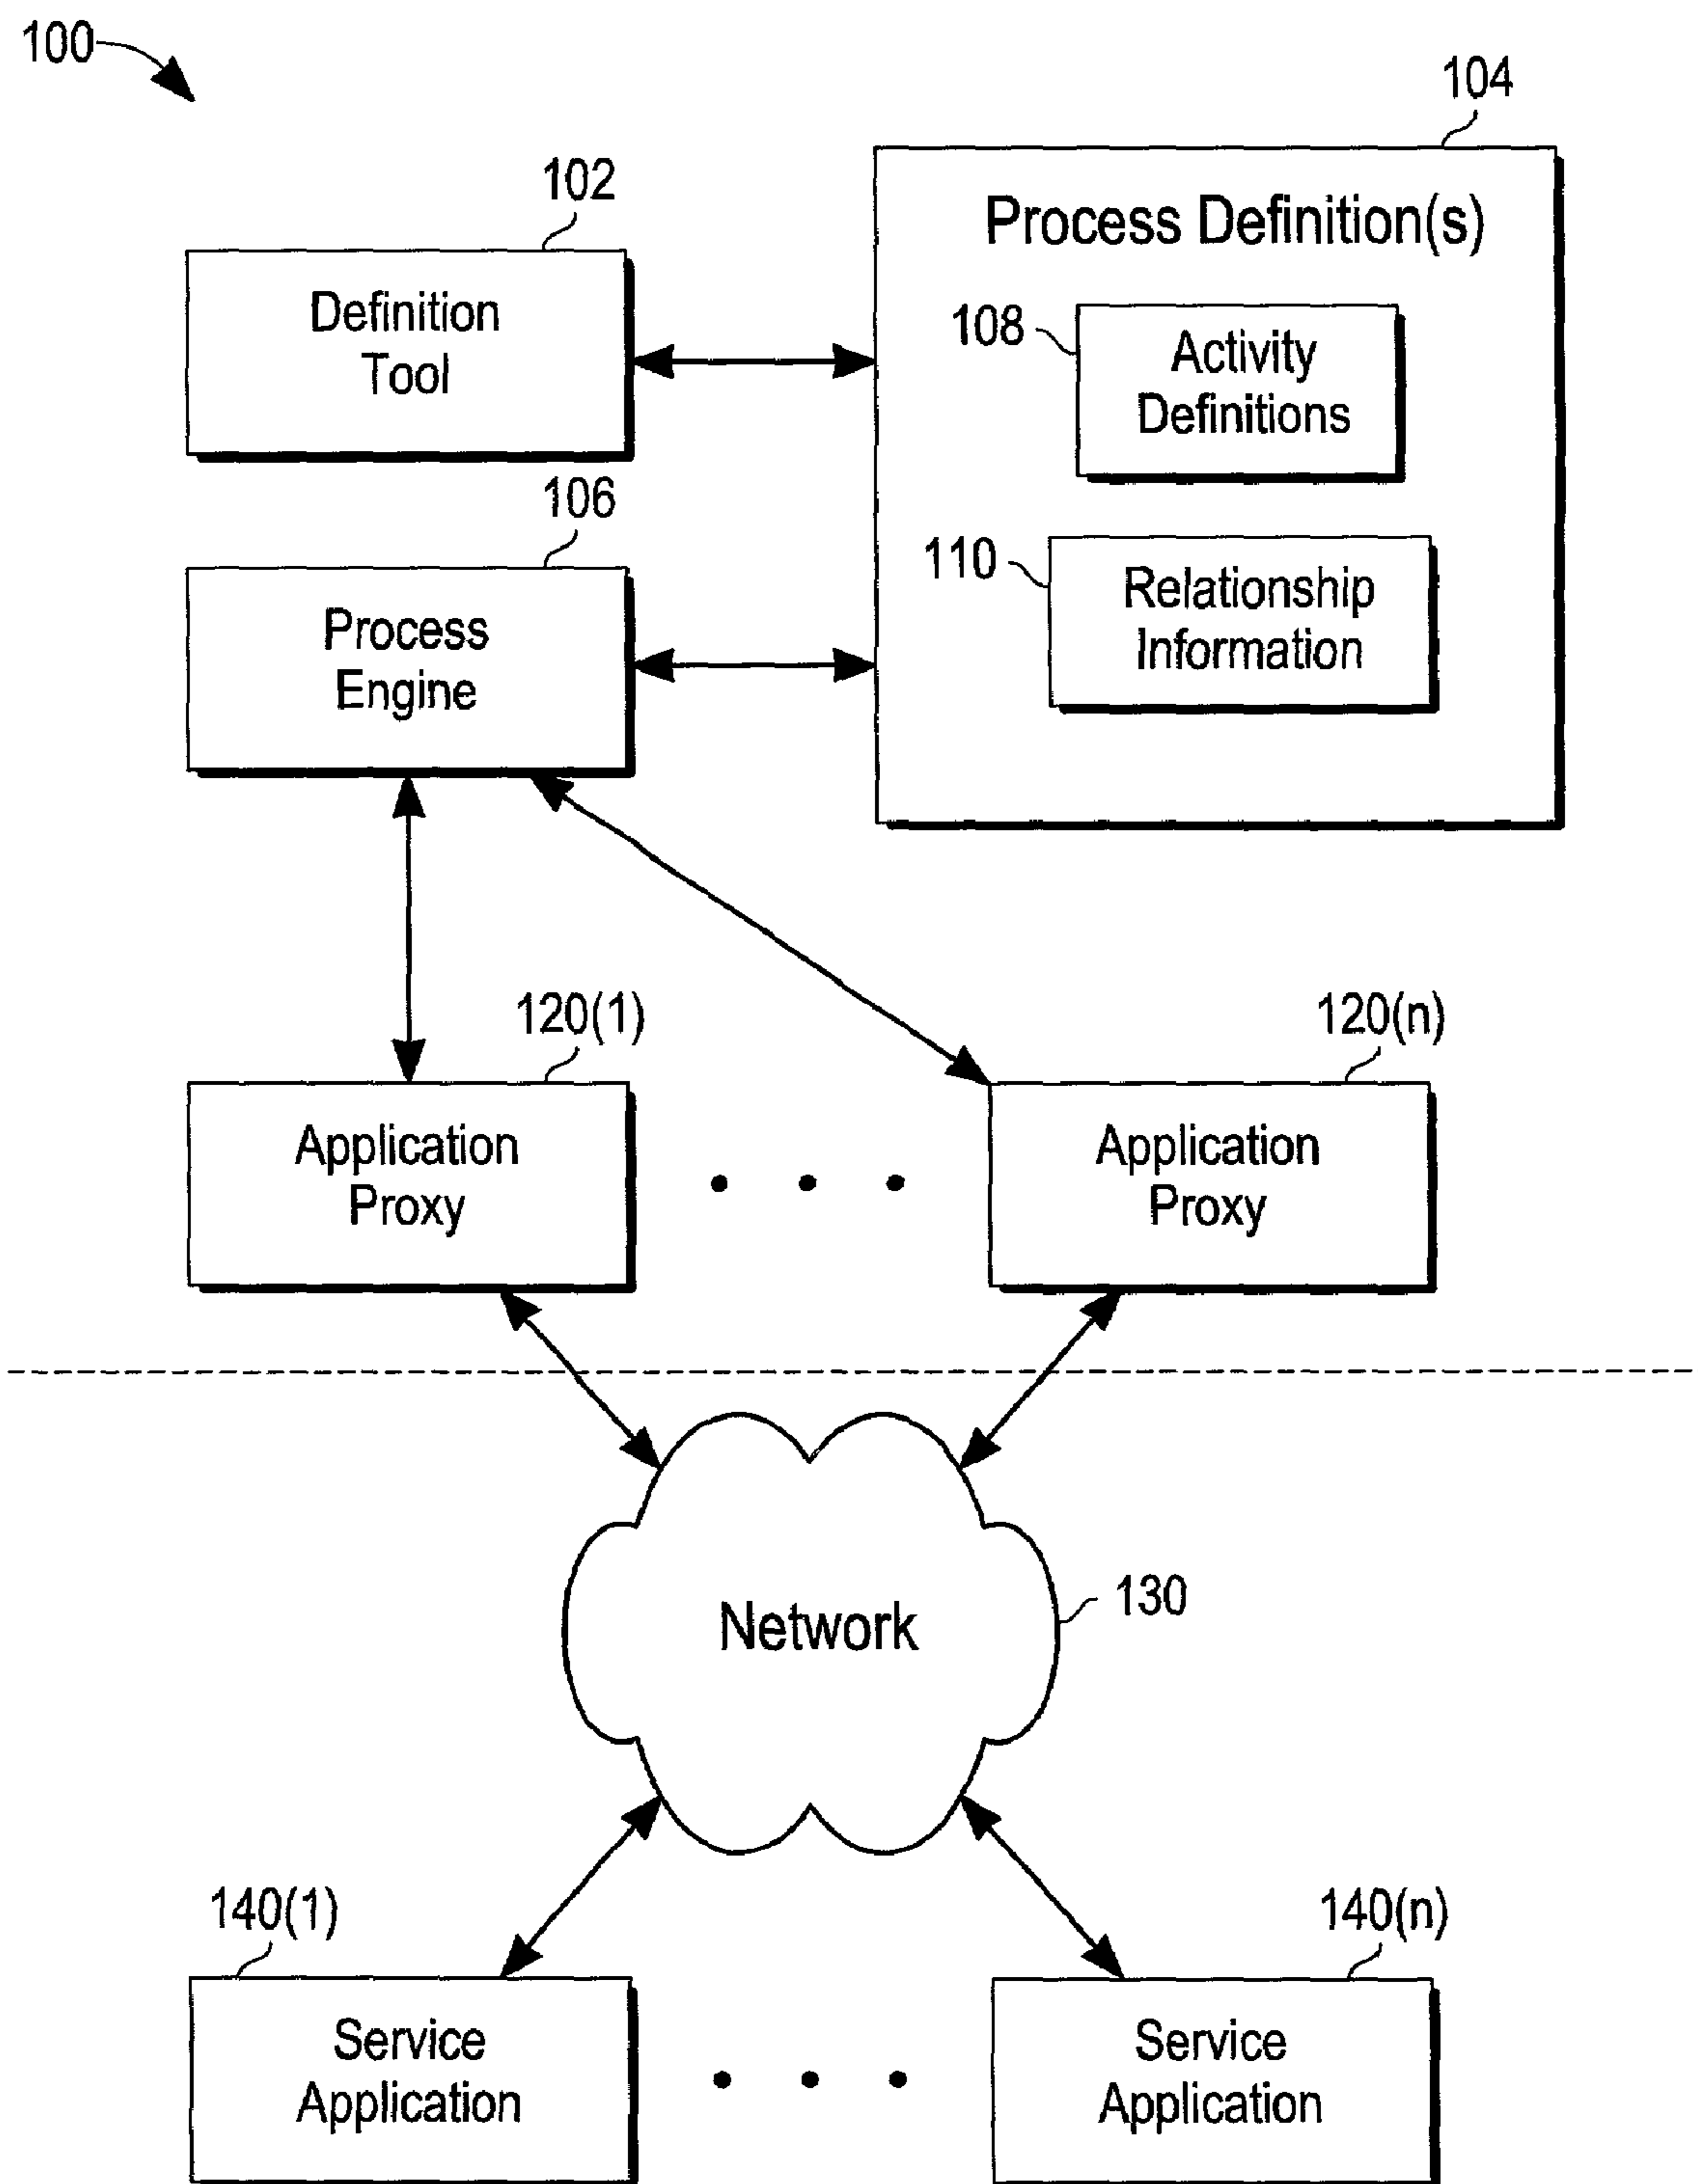 100
104
102
Process Definition(s)
Definition
Tool
108
Activity
Definitions
106
110
Relationship
Information
Process
Engine
120(1)
120(n)
Application
Proxy
Application
Proxy
130
Network
140(1)
140(n)
Service
Application
Service
Application